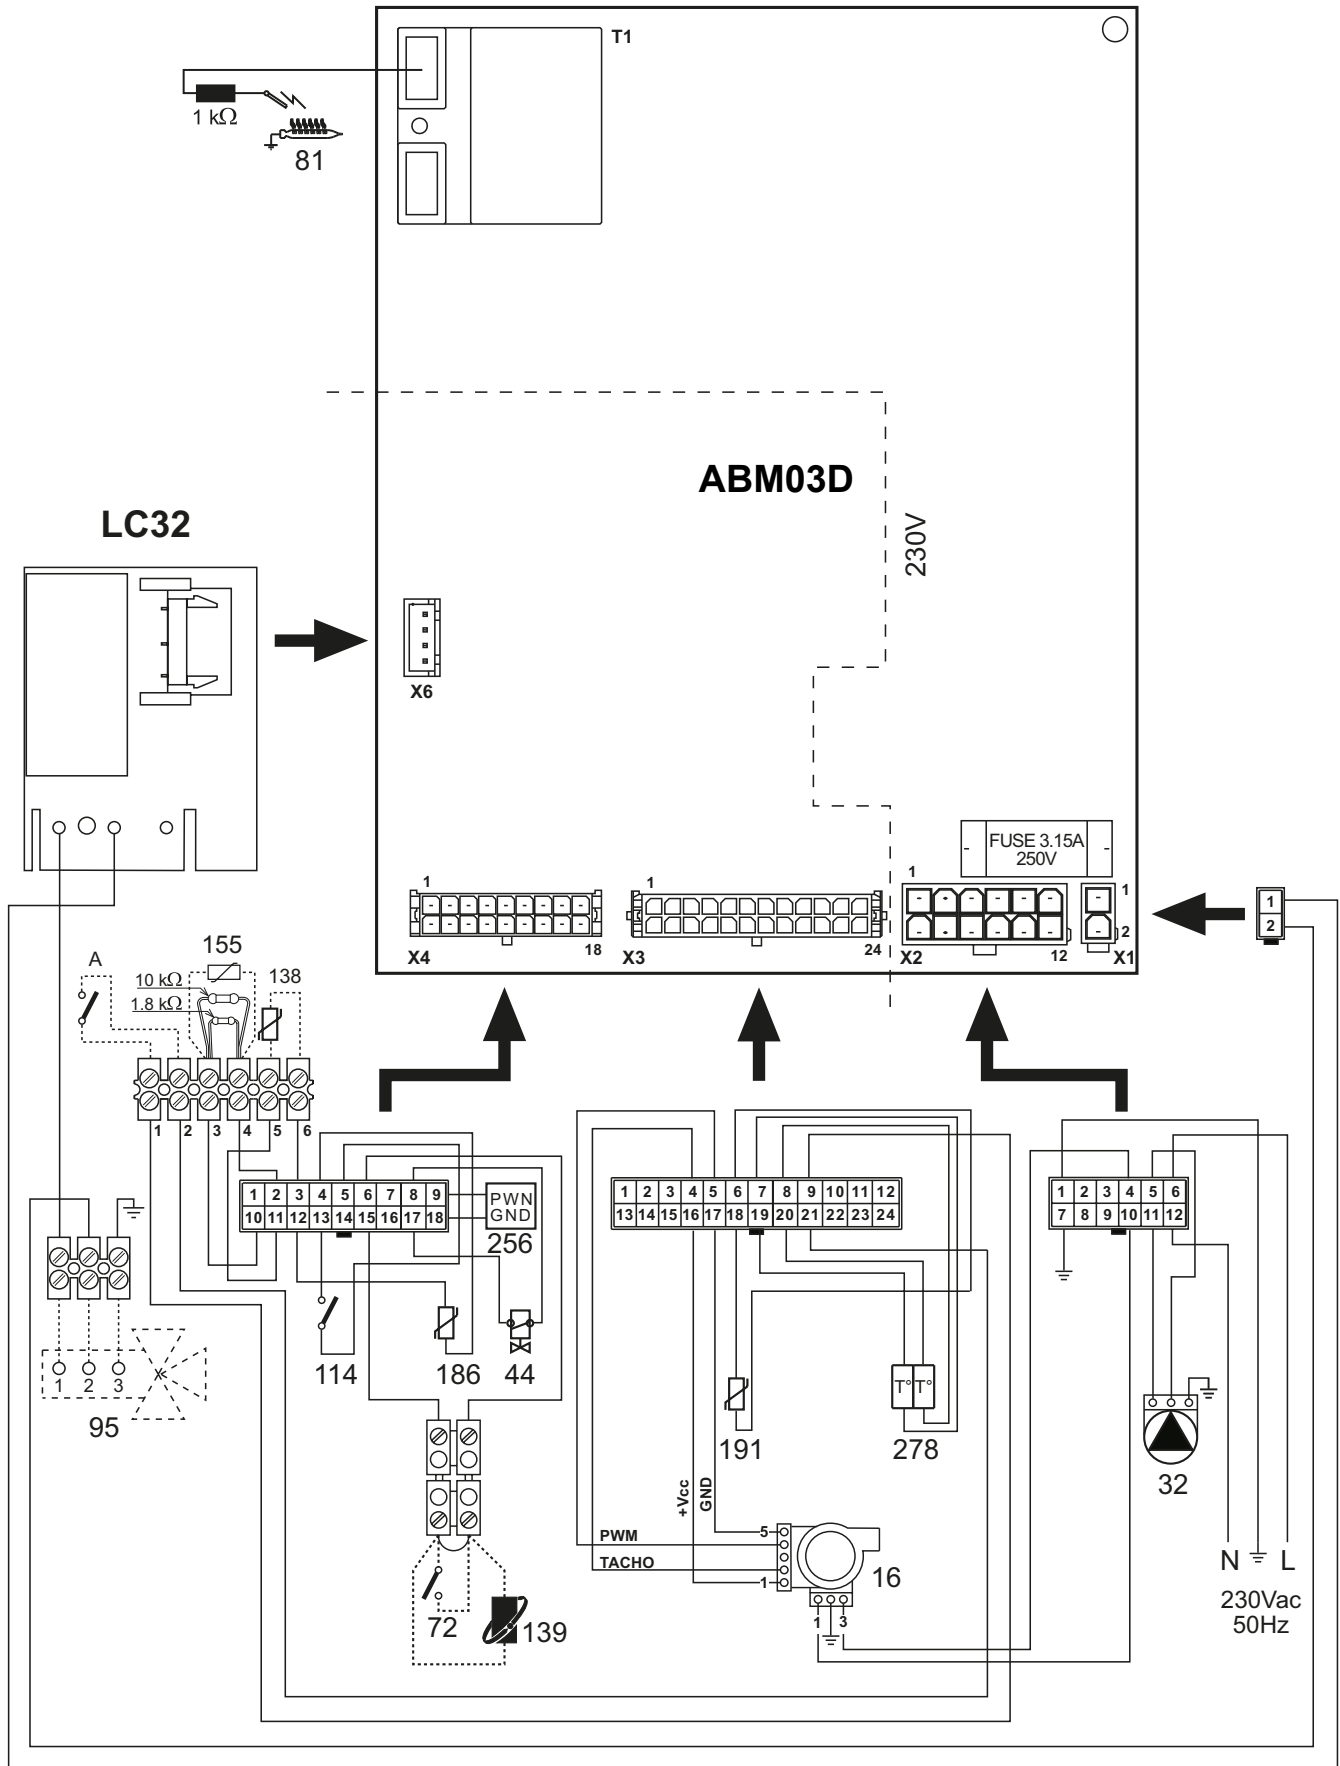 T1
1 kΩ
81
ABM03D
230V
LC32
X6
FUSE 3.15A
250V
1
18
X4
1
24
X3
1
12
X2
1
2
X1
1
2
155
A
10 kΩ
1.8 kΩ
138
1 2 3 4 5 6
1 2 3 4 5 6 7 8 9
10 11 12 13 14 15 16 17 18
PWN
GND
256
1 2 3 4 5 6 7 8 9 10 11 12
13 14 15 16 17 18 19 20 21 22 23 24
1 2 3 4 5 6
7 8 9 10 11 12
114
186
44
1 2 3
95
T° T°
191
278
32
+Vcc
GND
PWM
TACHO
5
1
16
1 3
72
139
N L
230Vac
50Hz